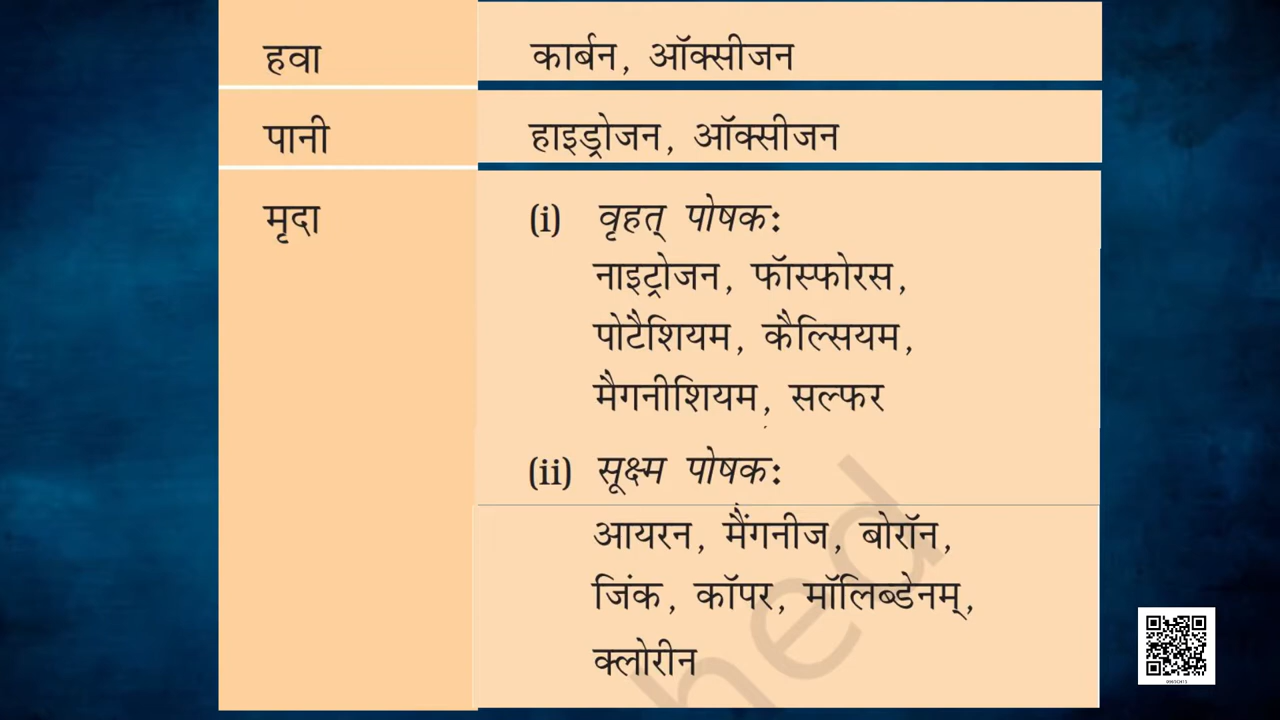 हवा कार्बन, ऑक्सीजन
पानी हाइड्रोजन, ऑक्सीजन
मृदा (i) वृहत् पोषक:
नाइट्रोजन, फॉस्फोरस,
पोटैशियम, कैल्सियम,
मैगनीशियम, सल्फर
(ii) सूक्ष्म पोषक:
आयरन, मैंगनीज, बोरॉन,
जिंक, कॉपर, मॉलिब्डेनम्,
क्लोरीन
hed